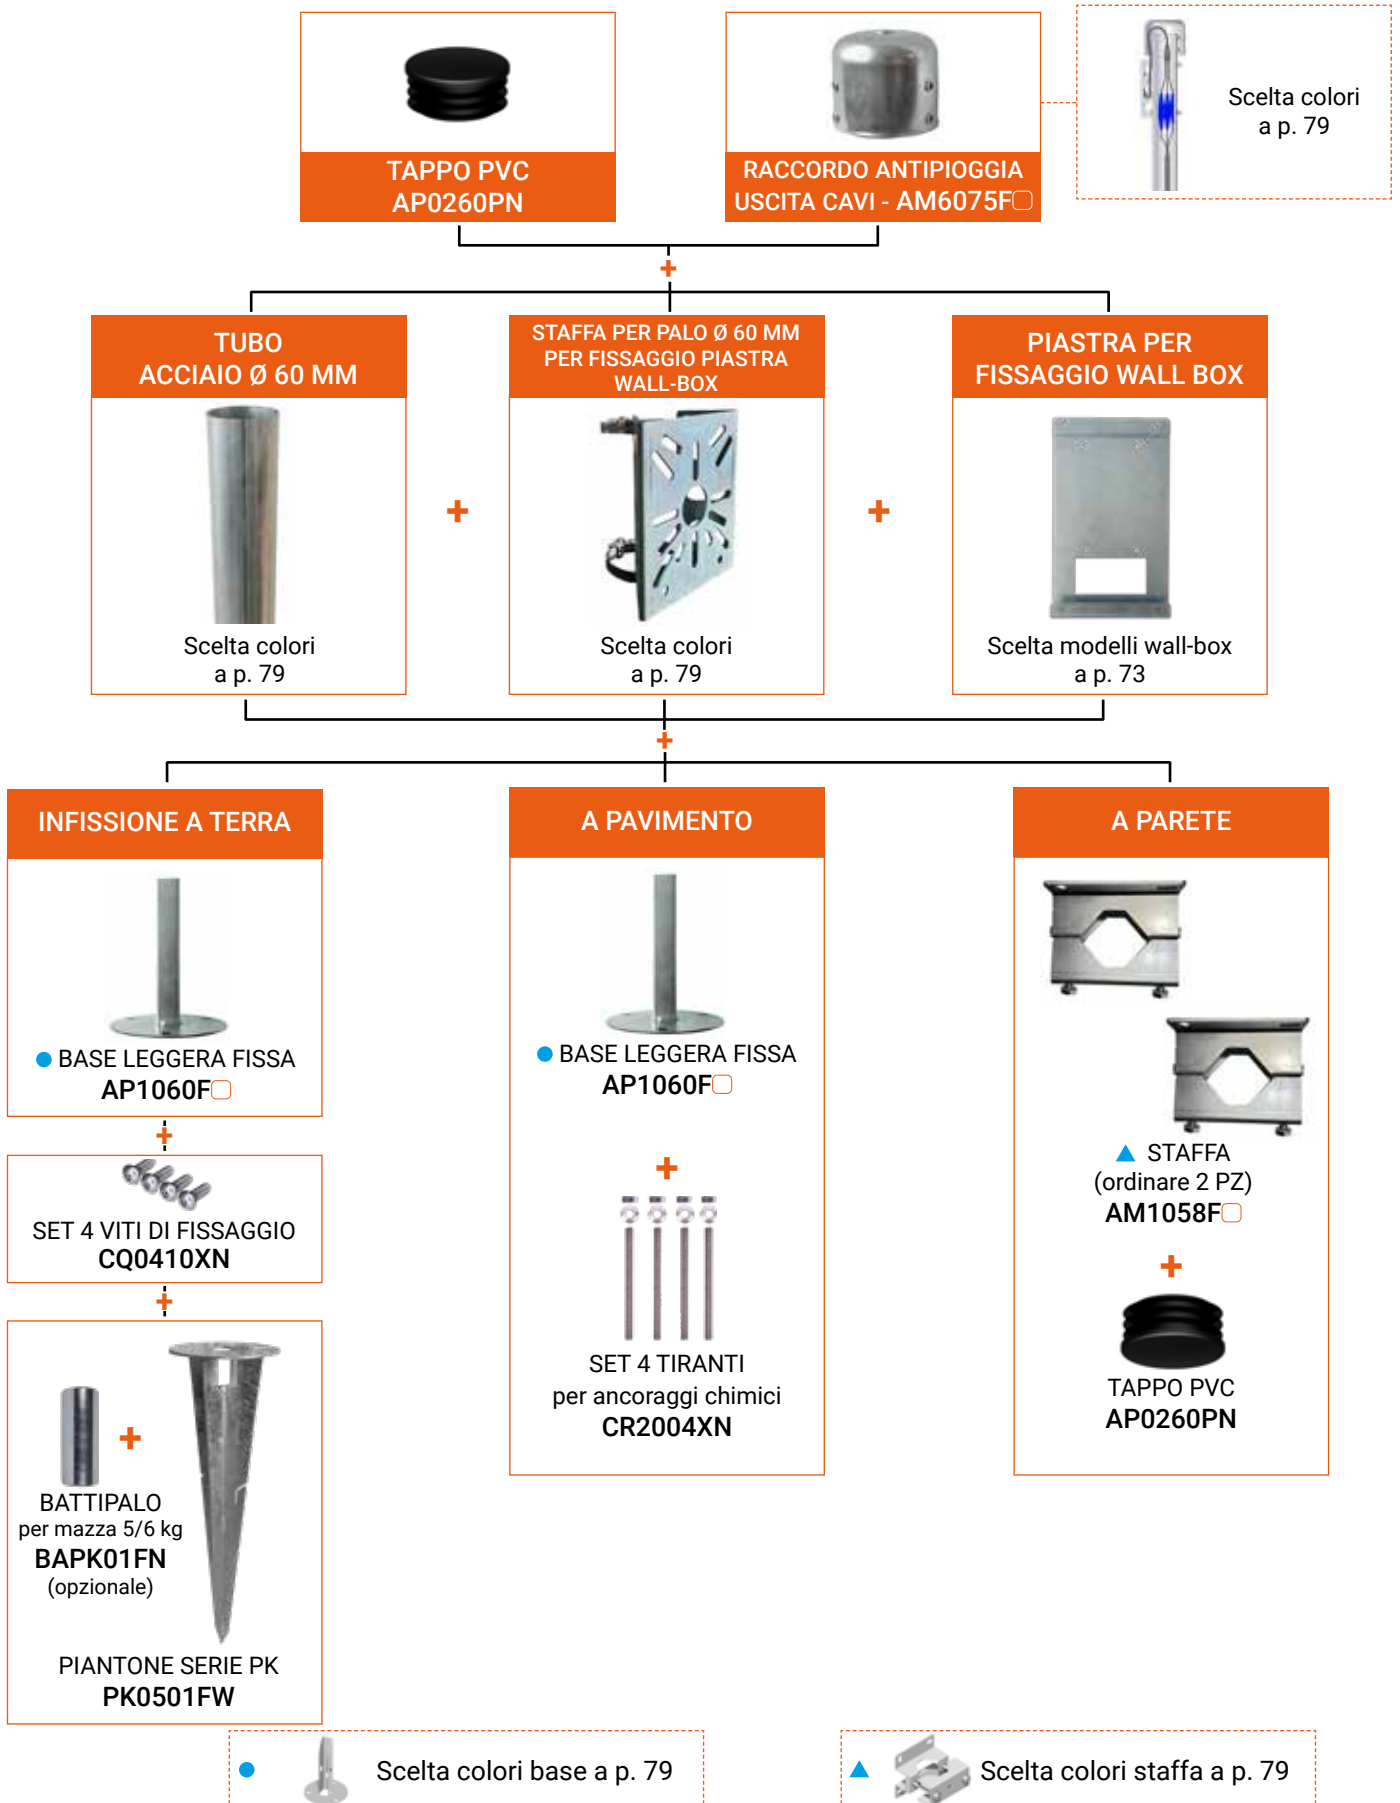 TAPPO PVC
AP0260PN
RACCORDO ANTIPIOGGIA
USCITA CAVI - AM6075F
Scelta colori
a p. 79
TUBO
ACCIAIO Ø 60 MM
Scelta colori
a p. 79
STAFFA PER PALO Ø 60 MM
PER FISSAGGIO PIASTRA
WALL-BOX
Scelta colori
a p. 79
PIASTRA PER
FISSAGGIO WALL BOX
Scelta modelli wall-box
a p. 73
INFISSIONE A TERRA
BASE LEGGERA FISSA
AP1060F
SET 4 VITI DI FISSAGGIO
CQ0410XN
BATTIPALO
per mazza 5/6 kg
BAPK01FN
(opzionale)
PIANTONE SERIE PK
PK0501FW
A PAVIMENTO
BASE LEGGERA FISSA
AP1060F
SET 4 TIRANTI
per ancoraggi chimici
CR2004XN
A PARETE
STAFFA
(ordinare 2 PZ)
AM1058F
TAPPO PVC
AP0260PN
Scelta colori base a p. 79
Scelta colori staffa a p. 79